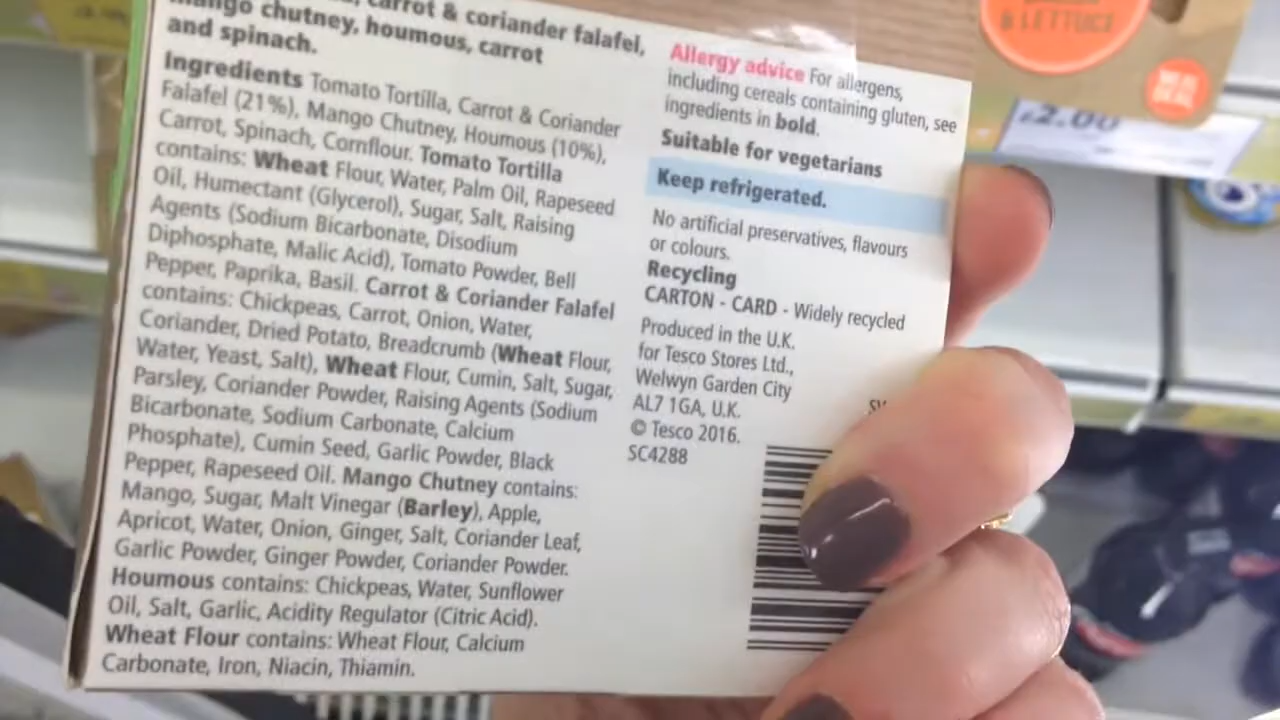 carrot & coriander falafel,
mango chutney, houmous, carrot
and spinach.
Ingredients Tomato Tortilla, Carrot & Coriander
Falafel (21%), Mango Chutney, Houmous (10%),
Carrot, Spinach, Cornflour. Tomato Tortilla
contains: Wheat Flour, Water, Palm Oil, Rapeseed
Oil, Humectant (Glycerol), Sugar, Salt, Raising
Agents (Sodium Bicarbonate, Disodium
Diphosphate, Malic Acid), Tomato Powder, Bell
Pepper, Paprika, Basil. Carrot & Coriander Falafel
contains: Chickpeas, Carrot, Onion, Water,
Coriander, Dried Potato, Breadcrumb (Wheat Flour,
Water, Yeast, Salt), Wheat Flour, Cumin, Salt, Sugar,
Parsley, Coriander Powder, Raising Agents (Sodium
Bicarbonate, Sodium Carbonate, Calcium
Phosphate), Cumin Seed, Garlic Powder, Black
Pepper, Rapeseed Oil. Mango Chutney contains:
Mango, Sugar, Malt Vinegar (Barley), Apple,
Apricot, Water, Onion, Ginger, Salt, Coriander Leaf,
Garlic Powder, Ginger Powder, Coriander Powder.
Houmous contains: Chickpeas, Water, Sunflower
Oil, Salt, Garlic, Acidity Regulator (Citric Acid).
Wheat Flour contains: Wheat Flour, Calcium
Carbonate, Iron, Niacin, Thiamin.
Allergy advice For allergens,
including cereals containing gluten, see
ingredients in bold.
Suitable for vegetarians
Keep refrigerated.
No artificial preservatives, flavours
or colours.
Recycling
CARTON - CARD - Widely recycled
Produced in the U.K.
for Tesco Stores Ltd.,
Welwyn Garden City
AL7 1GA, U.K.
© Tesco 2016.
SC4288
& LETTUCE
MEAL
DEAL
£2.00